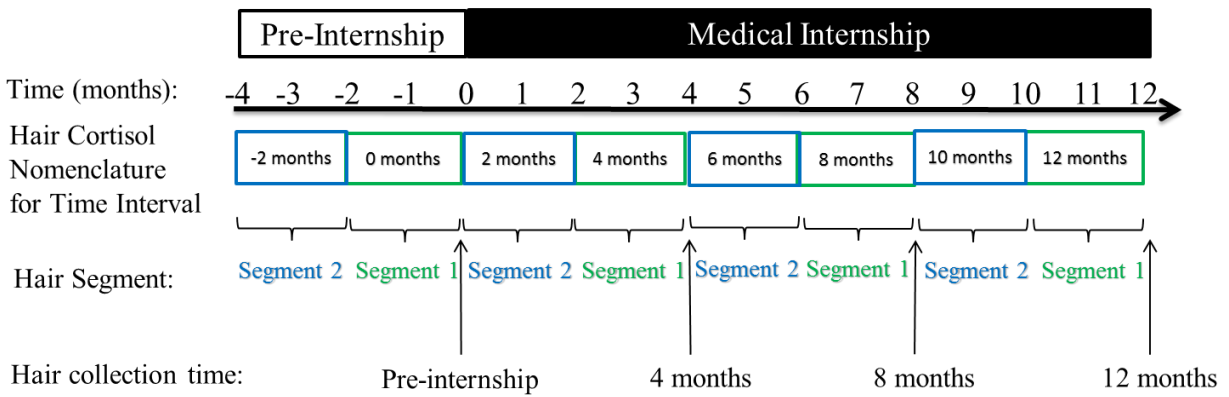 Pre-Internship Medical Internship
Time (months): -4 -3 -2 -1 0 1 2 3 4 5 6 7 8 9 10 11 12
Hair Cortisol
Nomenclature
for Time Interval
-2 months 0 months 2 months 4 months 6 months 8 months 10 months 12 months
Hair Segment: Segment 2 Segment 1 Segment 2 Segment 1 Segment 2 Segment 1 Segment 2 Segment 1
Hair collection time: Pre-internship 4 months 8 months 12 months